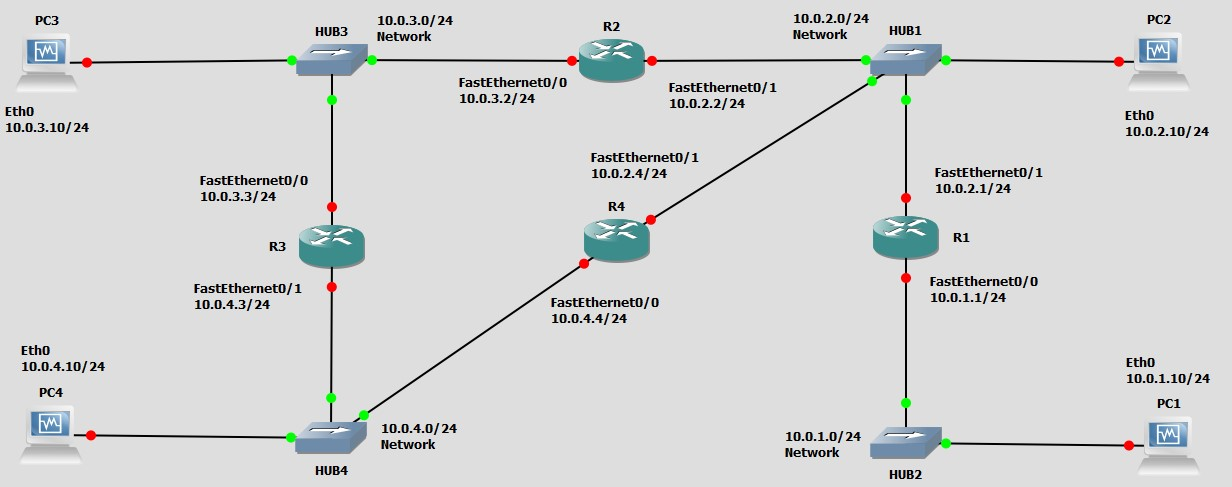 PC3
HUB3
10.0.3.0/24
Network
R2
10.0.2.0/24
Network
HUB1
PC2
FastEthernet0/0
10.0.3.2/24
FastEthernet0/1
10.0.2.2/24
Eth0
10.0.3.10/24
Eth0
10.0.2.10/24
FastEthernet0/0
10.0.3.3/24
FastEthernet0/1
10.0.2.4/24
FastEthernet0/1
10.0.2.1/24
R3
R4
R1
FastEthernet0/1
10.0.4.3/24
FastEthernet0/0
10.0.4.4/24
FastEthernet0/0
10.0.1.1/24
Eth0
10.0.4.10/24
PC4
Eth0
10.0.1.10/24
PC1
10.0.4.0/24
Network
HUB4
10.0.1.0/24
Network
HUB2